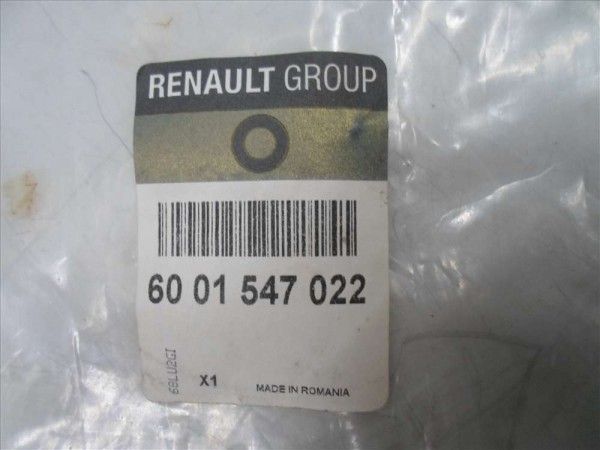 RENAULT GROUP
60 01 547 022
X1
MADE IN ROMANIA